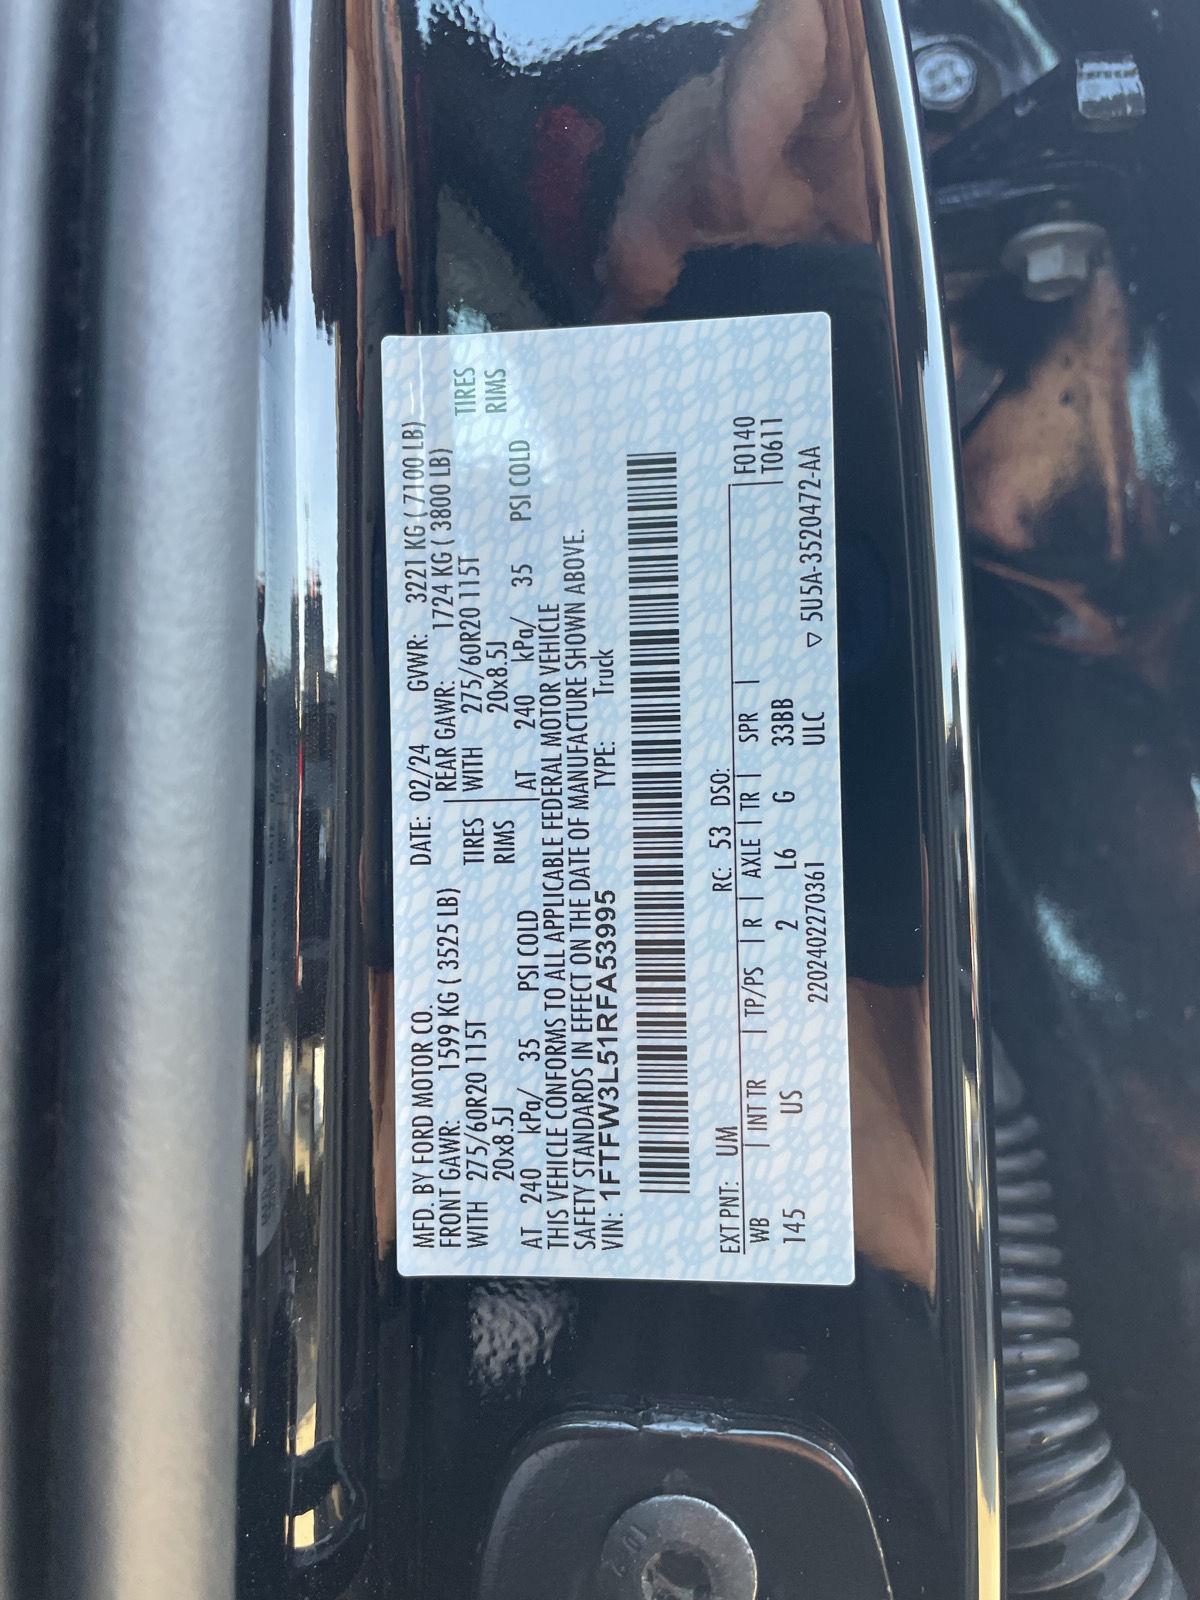 MFD. BY FORD MOTOR CO. DATE: 02/24 GVWR: 3221 KG ( 7100 LB)
FRONT GAWR: 1599 KG ( 3525 LB) REAR GAWR: 1724 KG ( 3800 LB)
WITH 275/60R20 115T TIRES WITH 275/60R20 115T TIRES
20x8.5J RIMS 20x8.5J RIMS
AT 240 kPa/ 35 PSI COLD AT 240 kPa/ 35 PSI COLD
THIS VEHICLE CONFORMS TO ALL APPLICABLE FEDERAL MOTOR VEHICLE
SAFETY STANDARDS IN EFFECT ON THE DATE OF MANUFACTURE SHOWN ABOVE.
VIN: 1FTFW3L51RFA53995 TYPE: Truck
EXT PNT: UM RC: 53 DSO: F0140
WB | INT TR | TP/PS | R | AXLE | TR | SPR | T0611
145 US 2 L6 G 33BB
2202402270361 ULC ▽ 5U5A-3520472-AA
10.2